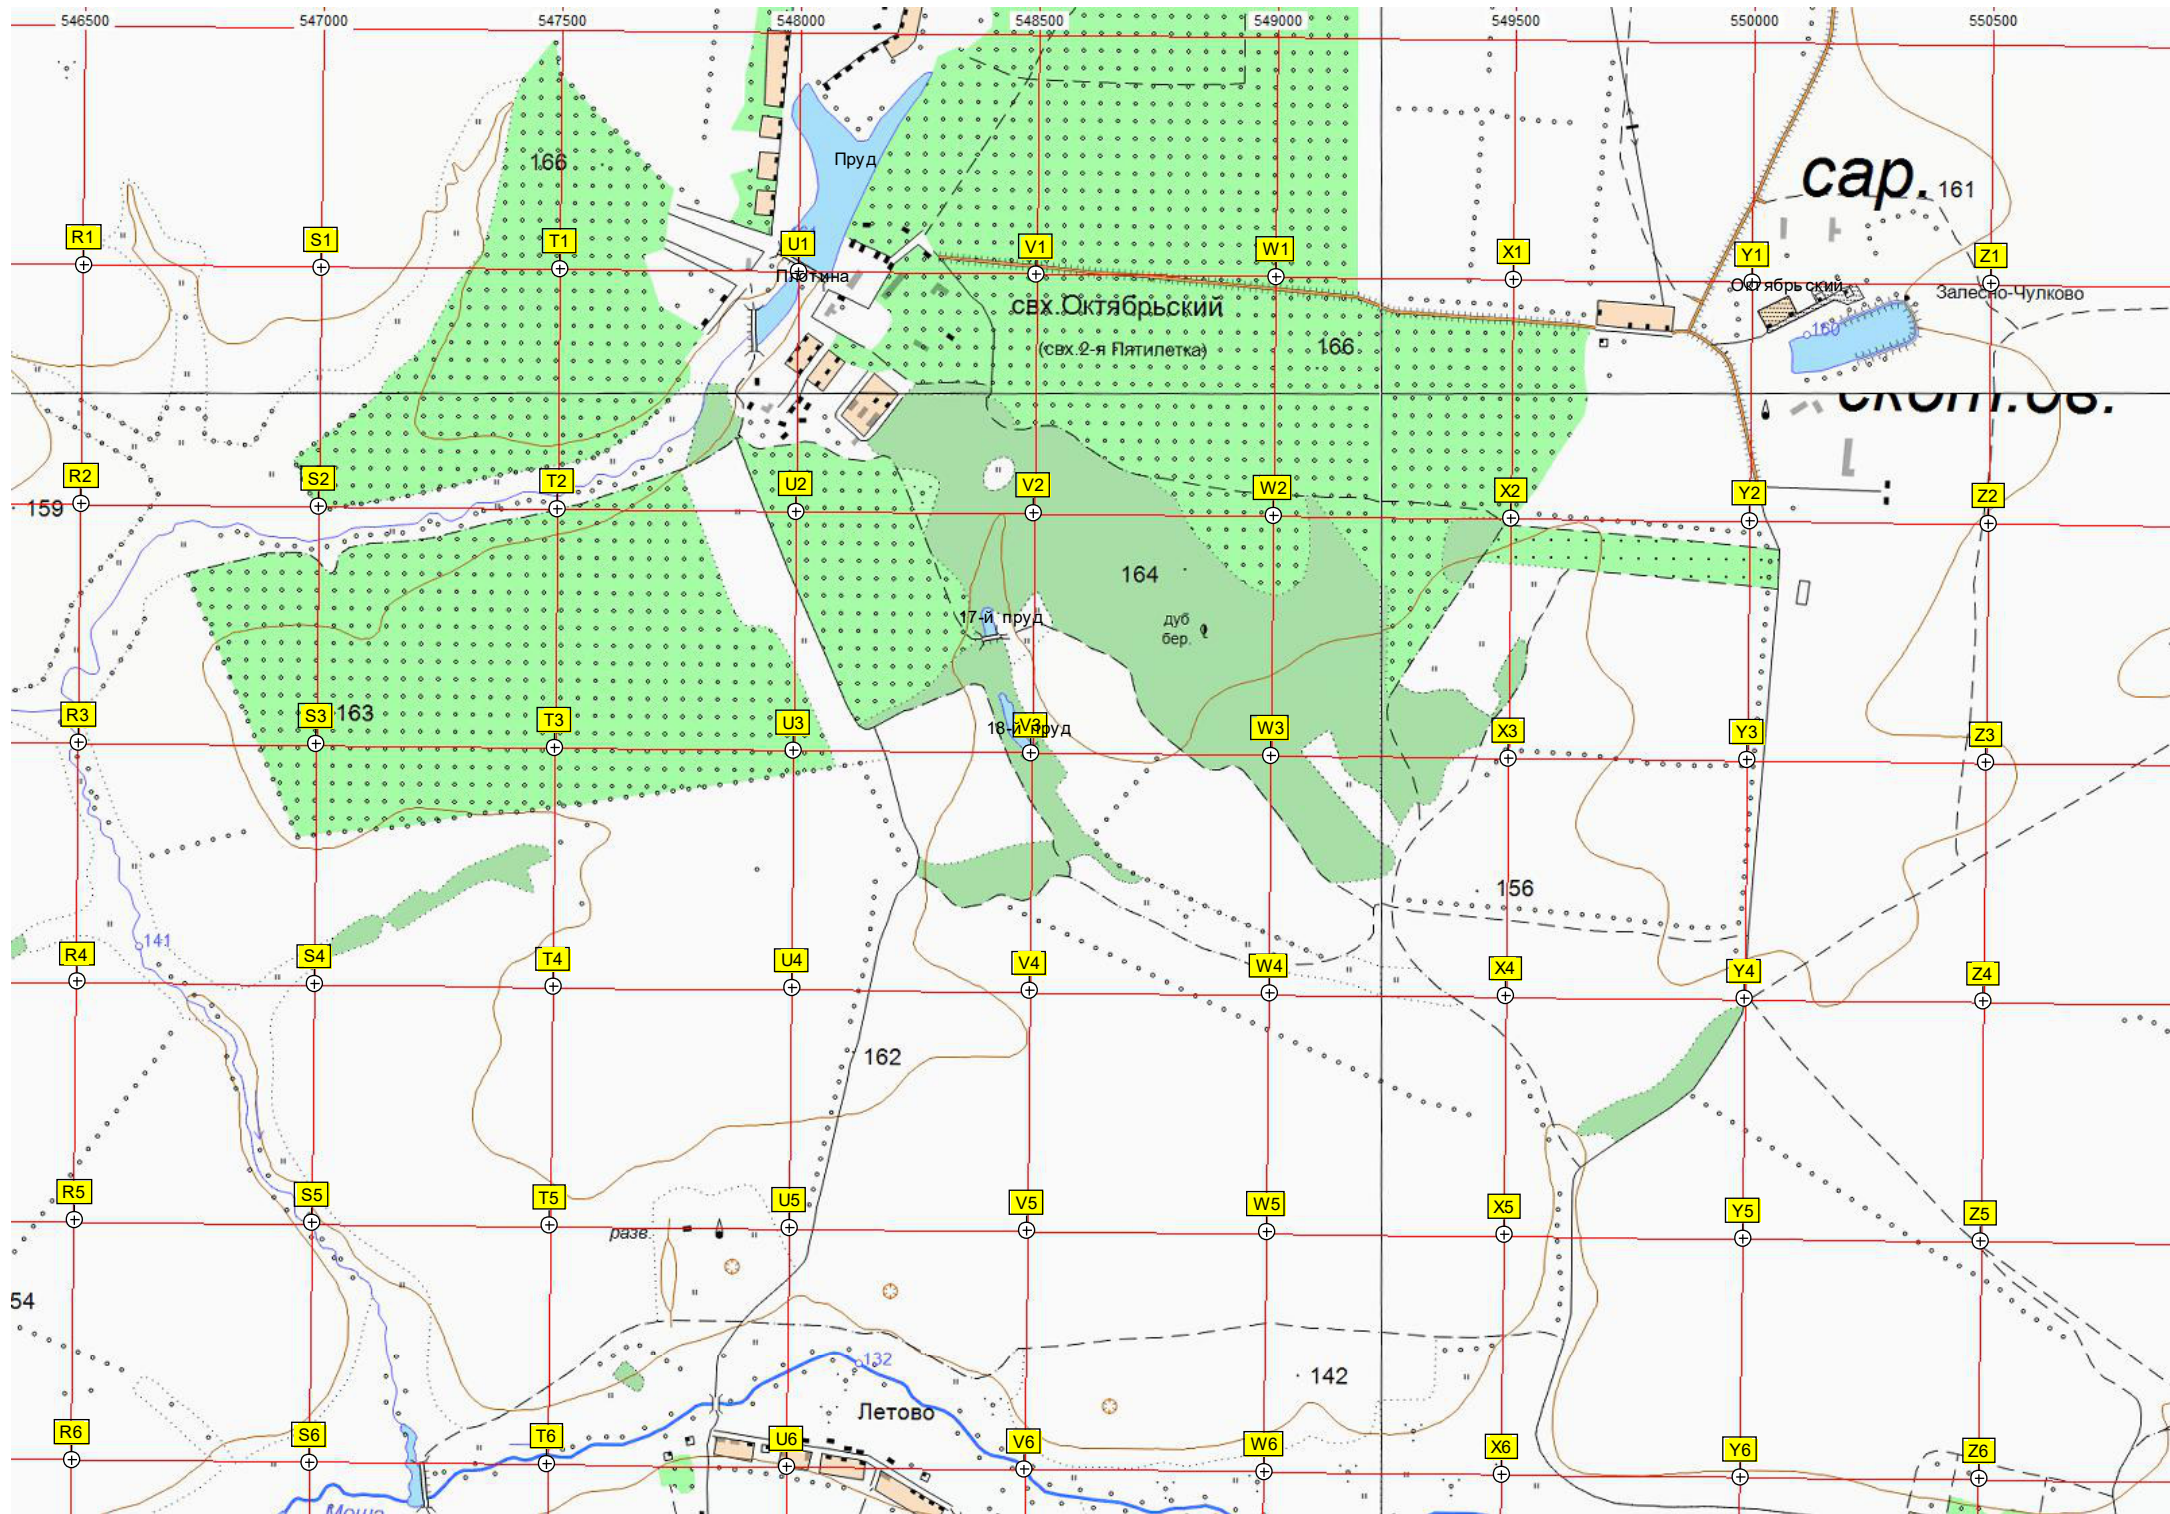 546500 547000 547500 548000 548500 549000 549500 550000 550500
166
Пруд
сар.
161
R1 S1 T1 U1 V1 W1 X1 Y1 Z1
Плотина
Октябрьский
Залесно-Чулково
свх.Октябрьский
160
(свх.2-я Пятилетка)
166
скот.дв.
R2 S2 T2 U2 V2 W2 X2 Y2 Z2
159
164
17-й пруд
дуб
бер.
R3 S3 163 T3 U3 V3 W3 X3 Y3 Z3
18-й пруд
156
141
R4 S4 T4 U4 V4 W4 X4 Y4 Z4
162
R5 S5 T5 U5 V5 W5 X5 Y5 Z5
разв.
54
132
142
Летово
R6 S6 T6 U6 V6 W6 X6 Y6 Z6